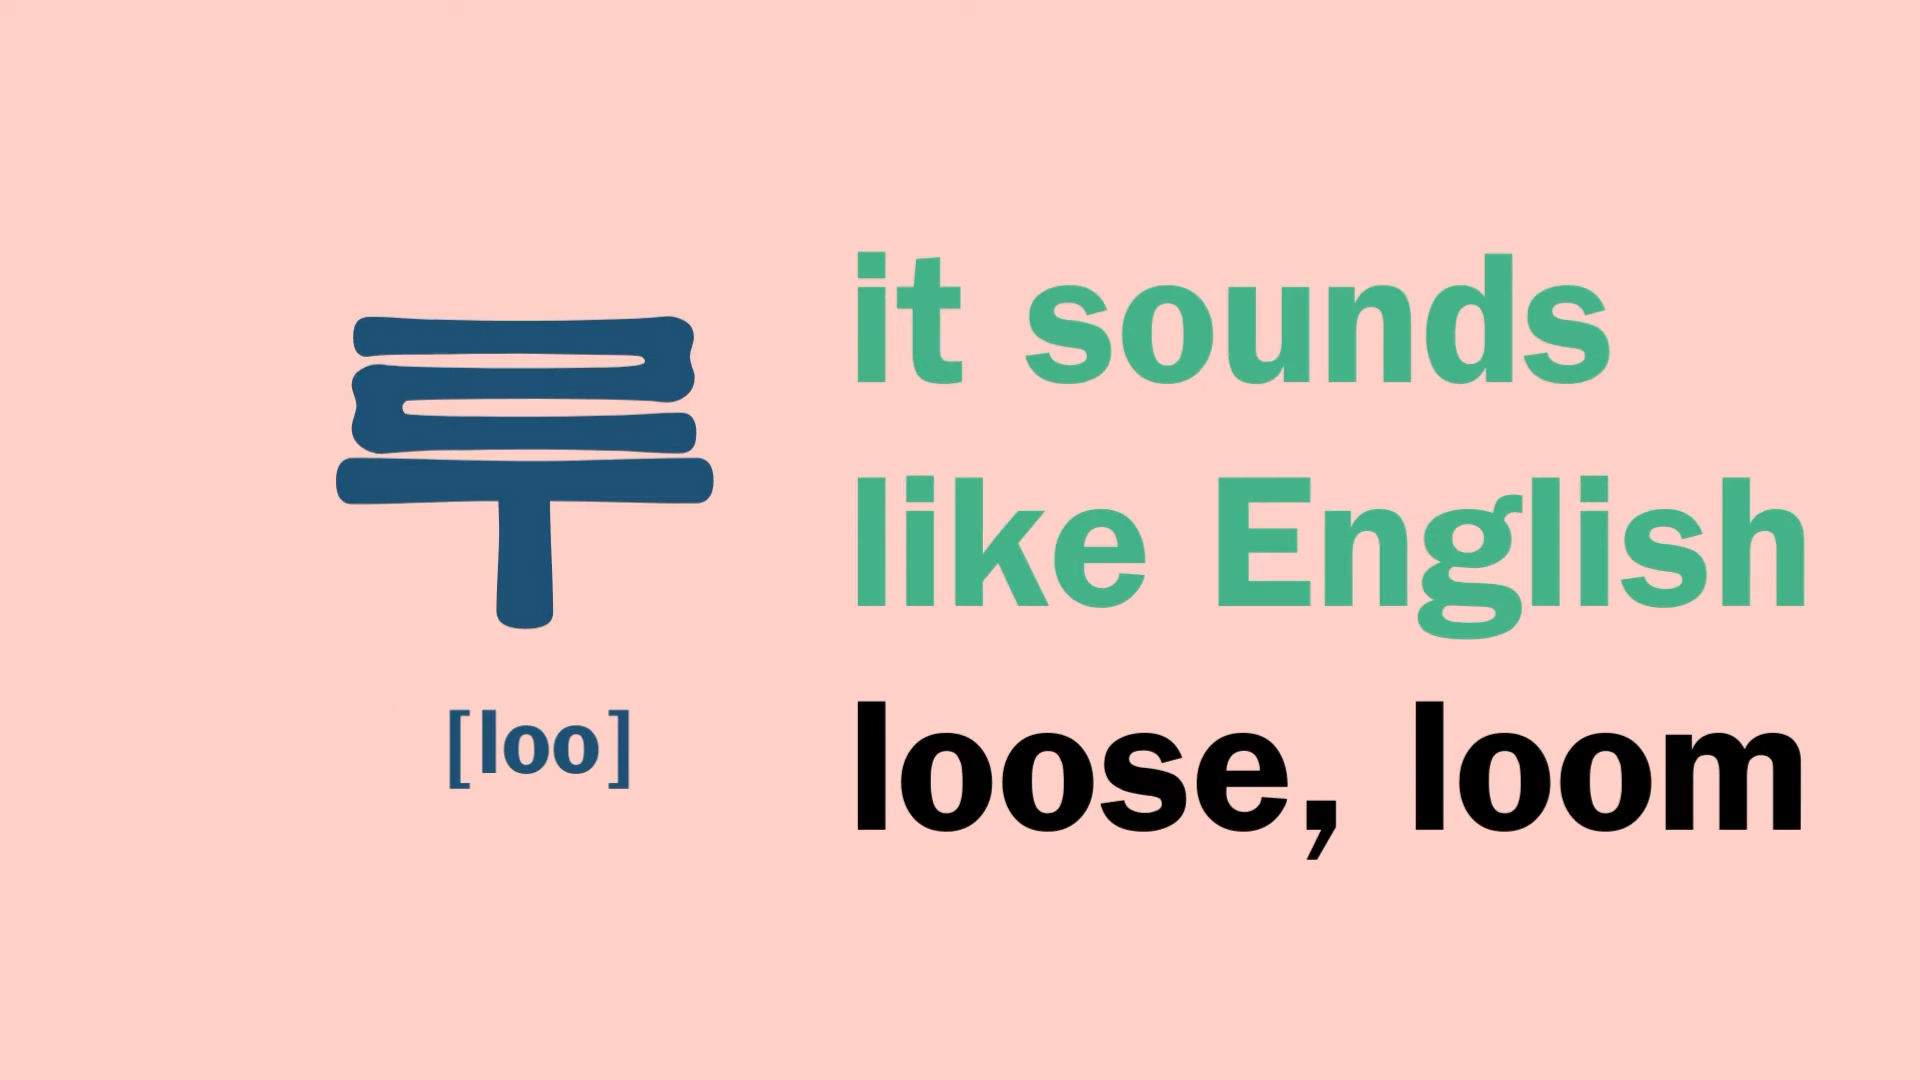 루
[loo]
it sounds
like English
loose, loom